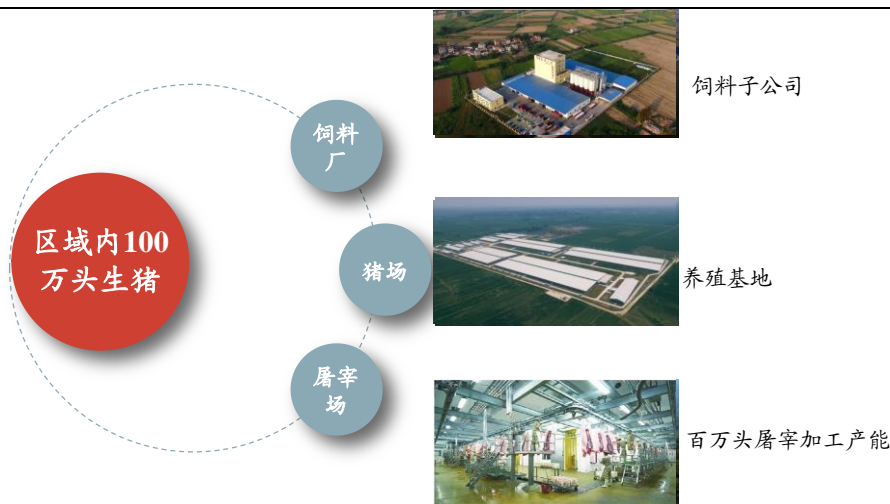 饲料子公司
饲料
厂
区域内100
万头生猪
猪场
养殖基地
屠宰
场
百万头屠宰加工产能